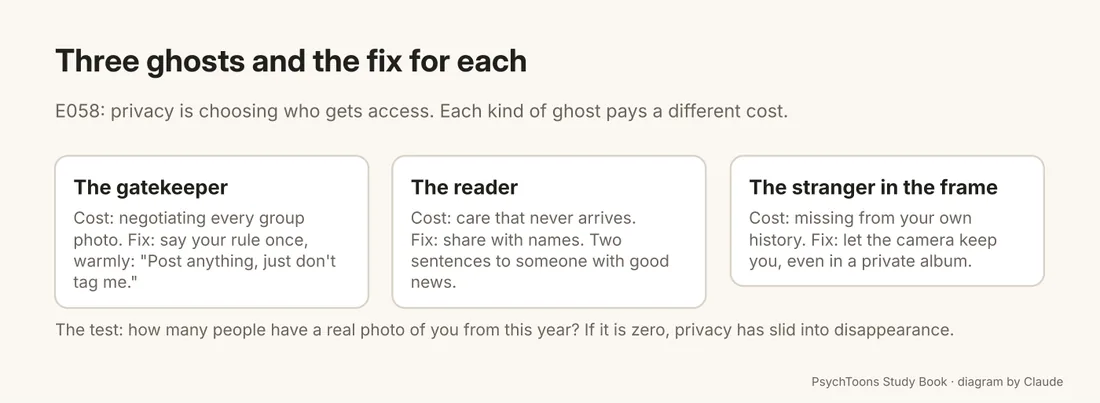 Three ghosts and the fix for each
E058: privacy is choosing who gets access. Each kind of ghost pays a different cost.
The gatekeeper
Cost: negotiating every group
photo. Fix: say your rule once,
warmly: "Post anything, just don't
tag me."
The reader
Cost: care that never arrives.
Fix: share with names. Two
sentences to someone with good
news.
The stranger in the frame
Cost: missing from your own
history. Fix: let the camera keep
you, even in a private album.
The test: how many people have a real photo of you from this year? If it is zero, privacy has slid into disappearance.
PsychToons Study Book · diagram by Claude